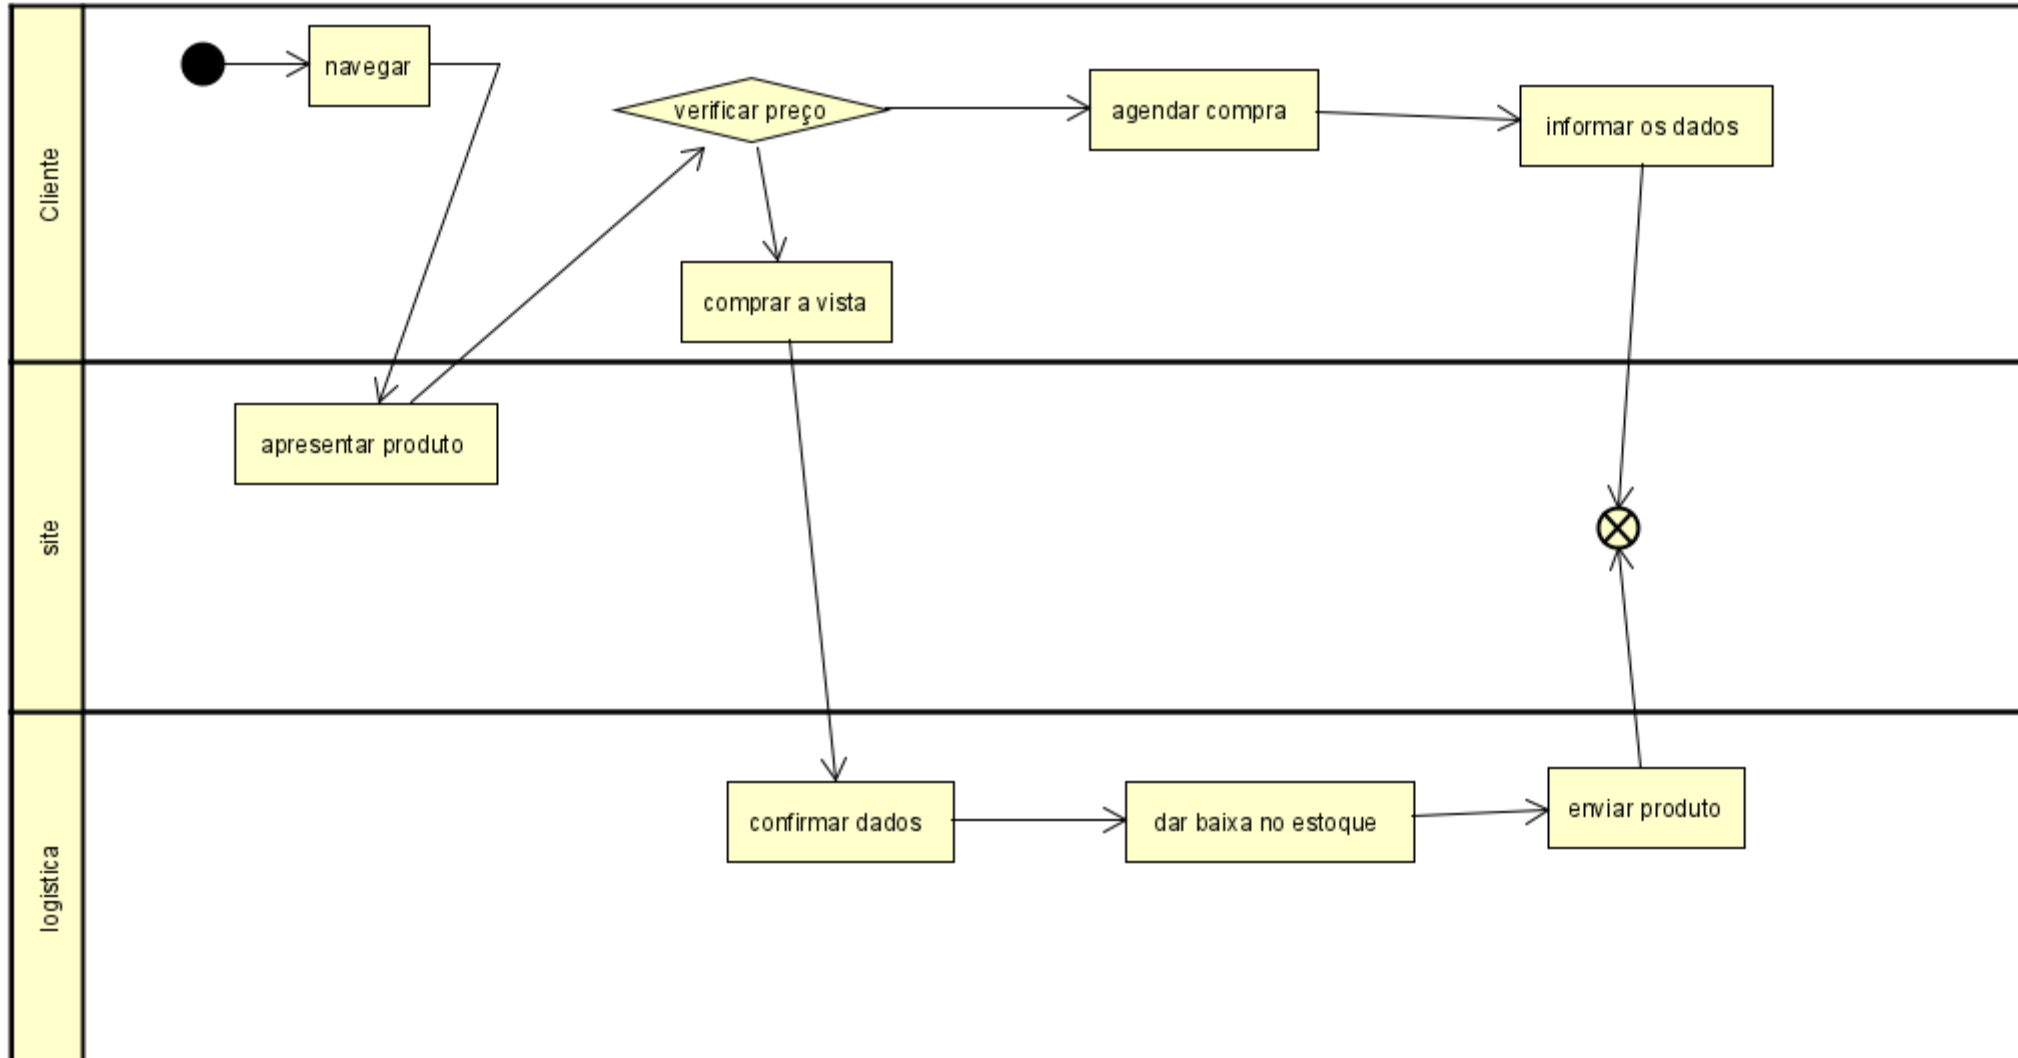 Cliente
navegar
verificar preço
agendar compra
informar os dados
comprar a vista
site
apresentar produto
logistica
confirmar dados
dar baixa no estoque
enviar produto